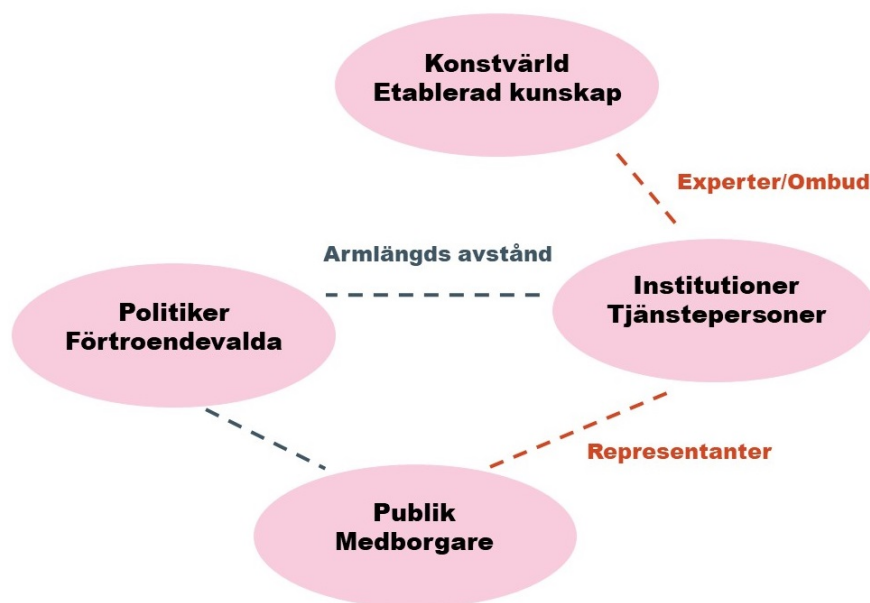 Konstvärld
Etablerad kunskap
Experter/Ombud
Armlängds avstånd
Institutioner
Tjänstepersoner
Politiker
Förtroendevalda
Representanter
Publik
Medborgare